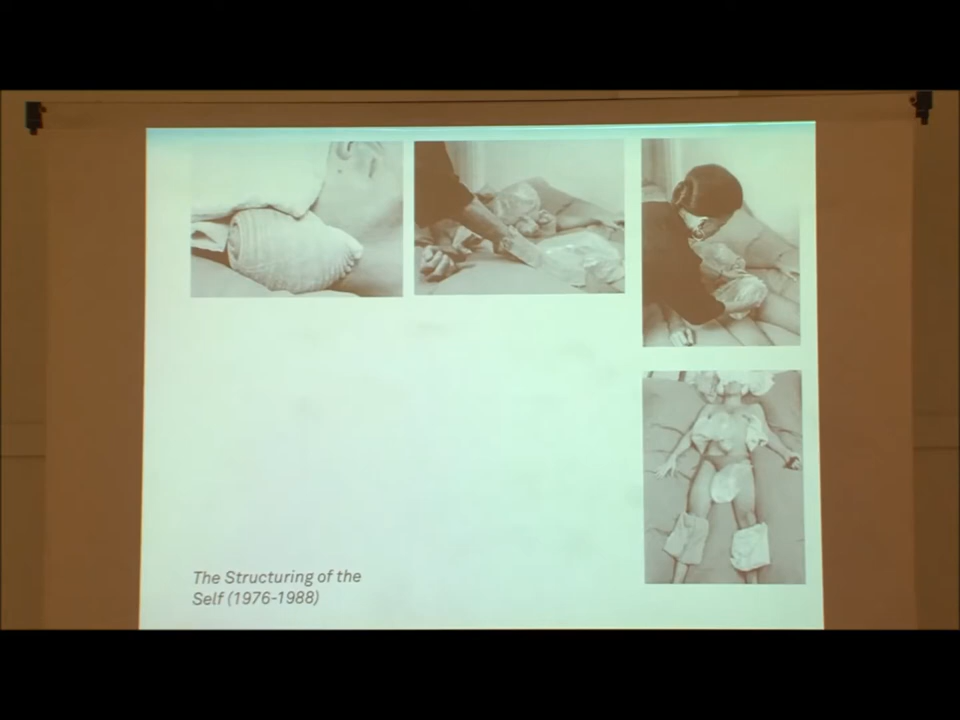 The Structuring of the
Self (1976-1988)